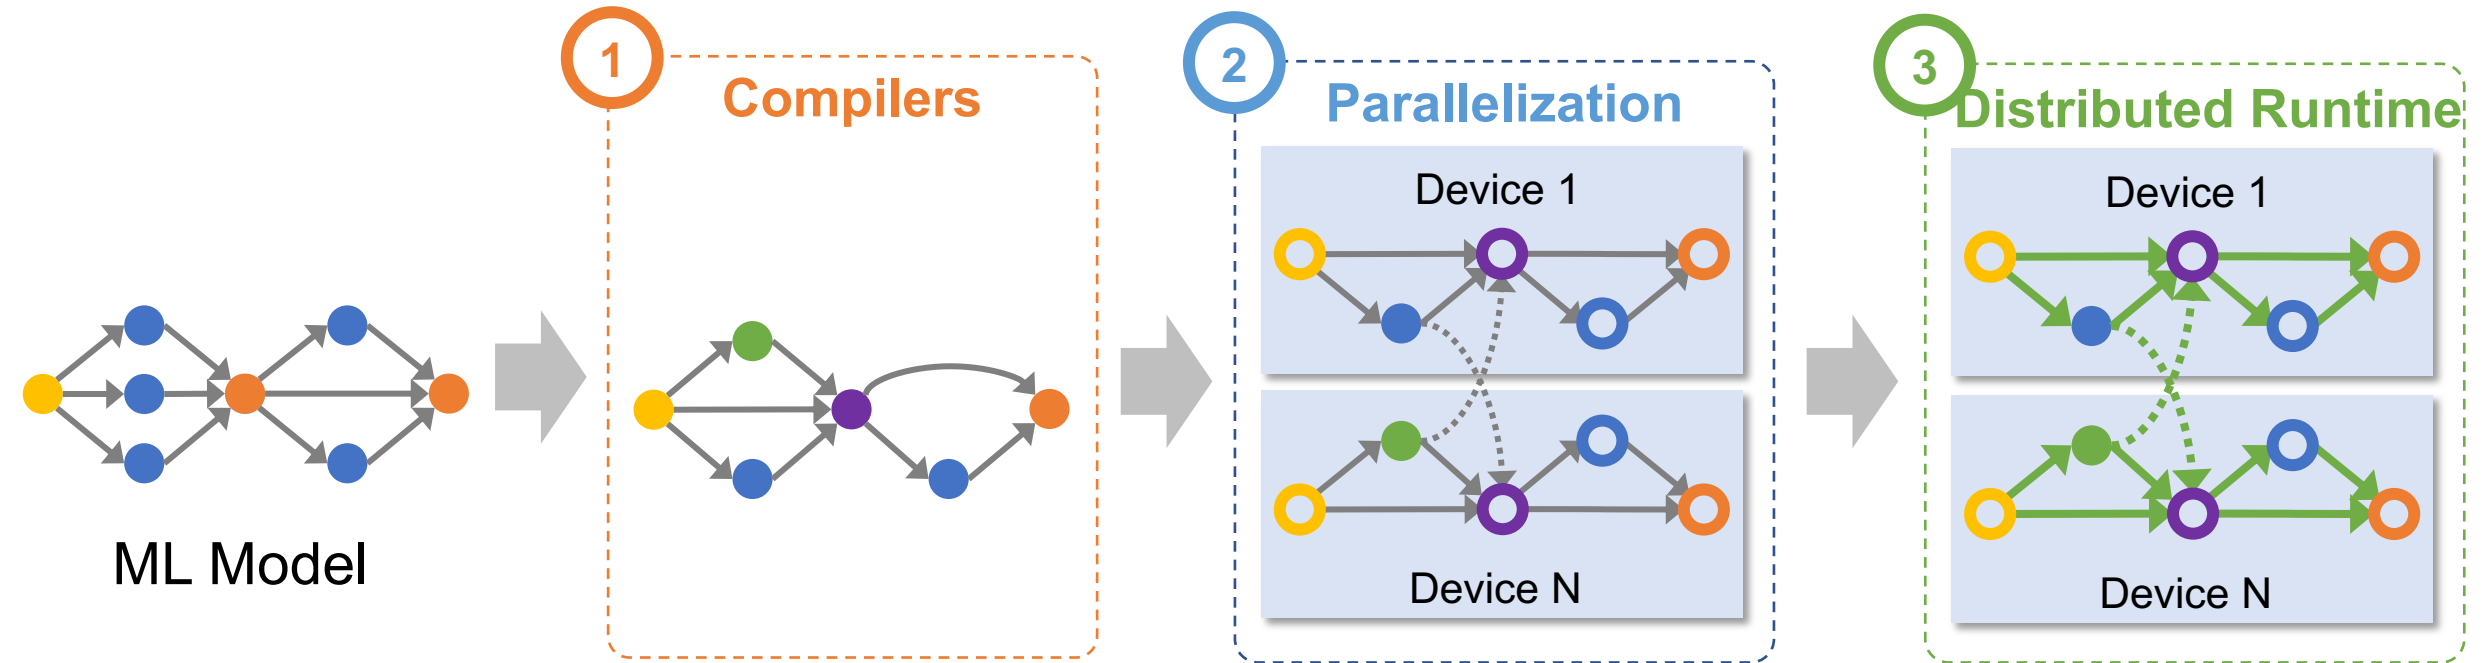 ML Model
1
Compilers
2
Parallelization
Device 1
Device N
3
Distributed Runtime
Device 1
Device N